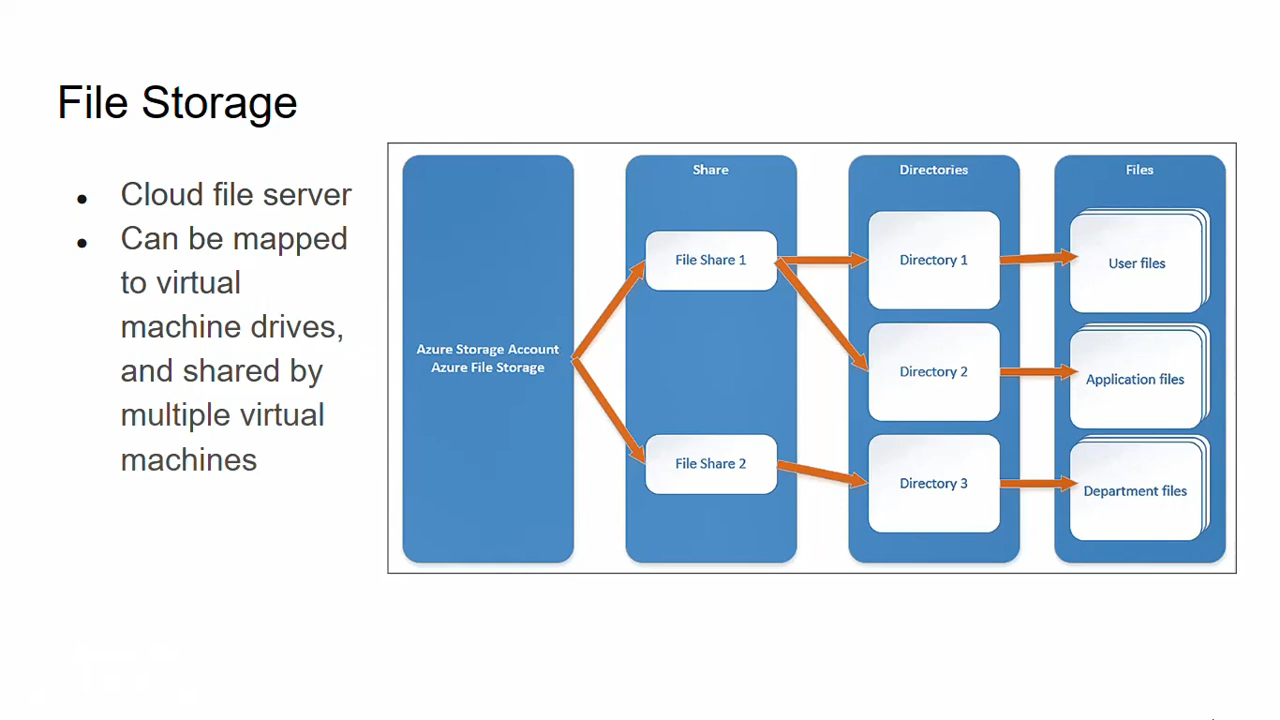 File Storage
● Cloud file server
● Can be mapped
to virtual
machine drives,
and shared by
multiple virtual
machines
Azure Storage Account
Azure File Storage
Share
File Share 1
File Share 2
Directories
Directory 1
Directory 2
Directory 3
Files
User files
Application files
Department files